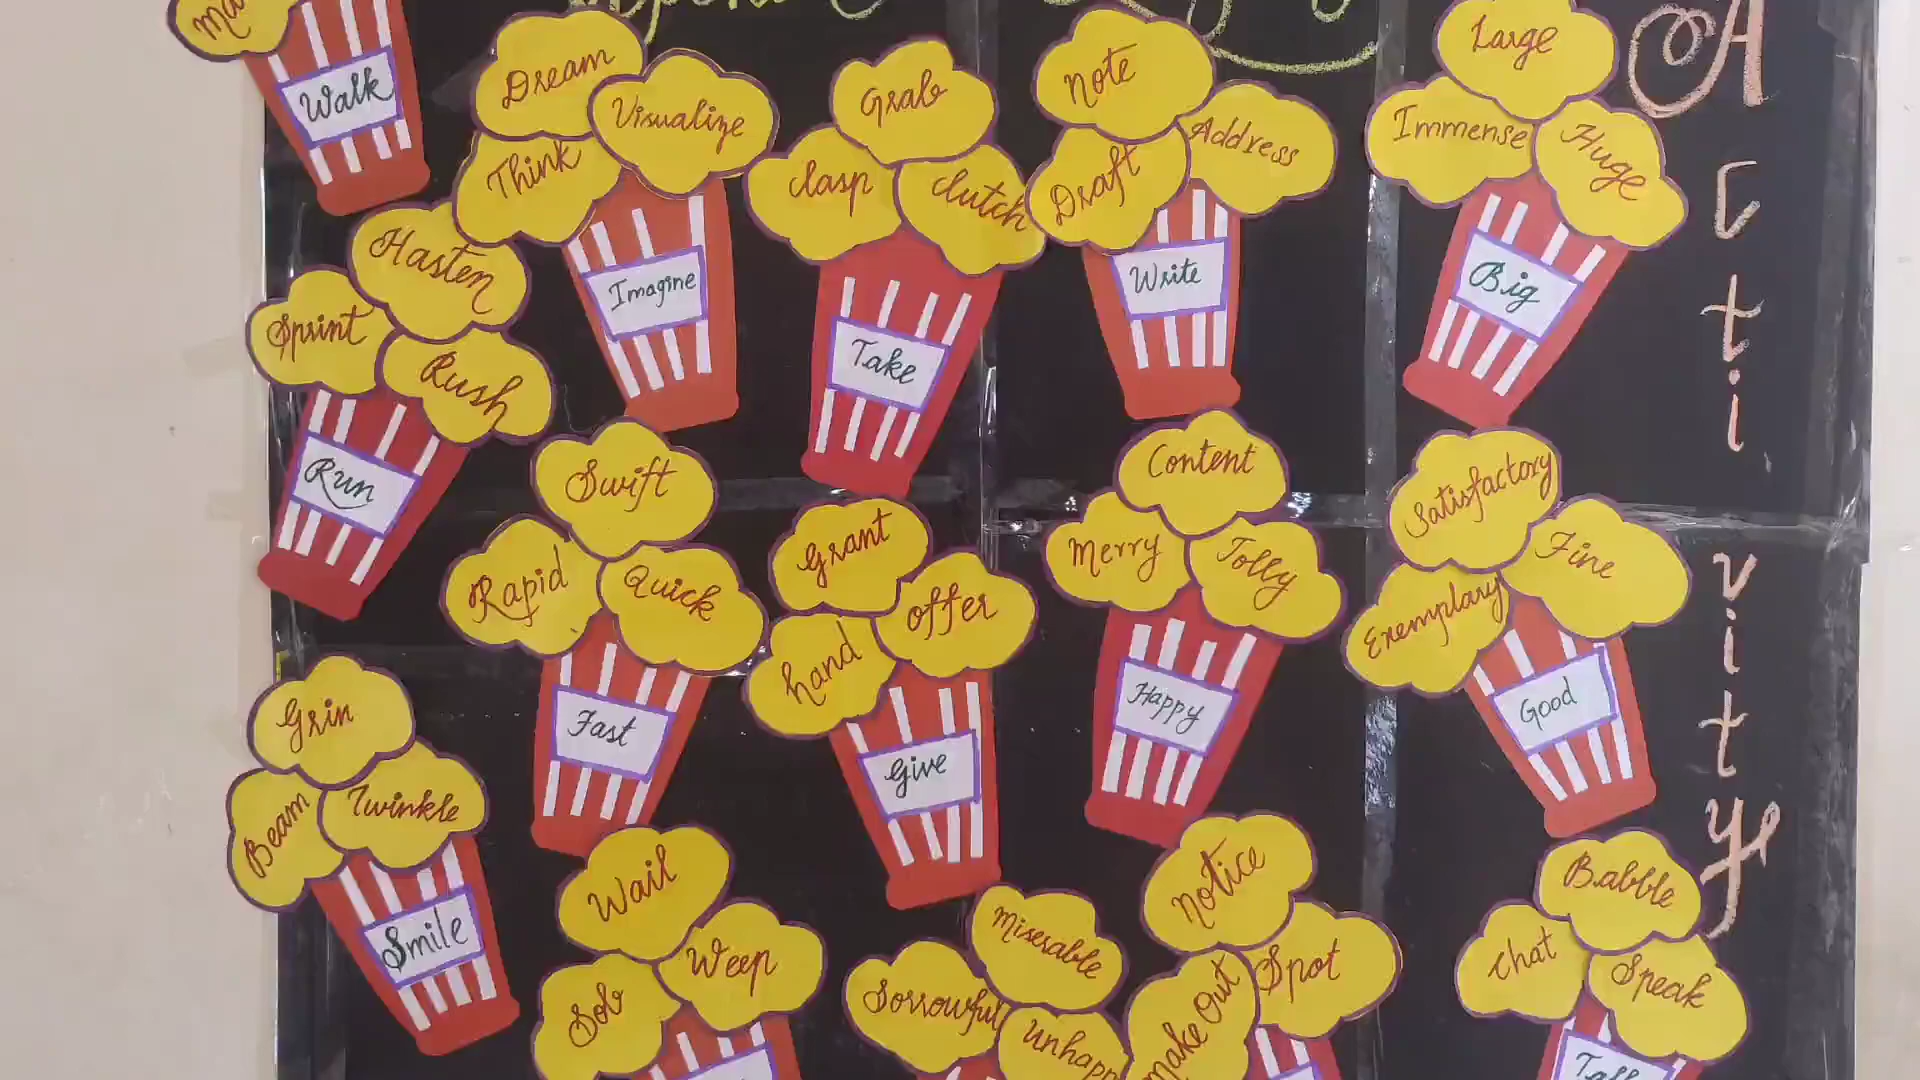 Walk
Dream
Visualize
Think
Imagine
Grab
Clasp
Clutch
Take
Note
Address
Draft
Write
Large
Immense
Huge
Big
Activity
Hasten
Sprint
Rush
Run
Swift
Rapid
Quick
Fast
Grant
Offer
hand
Give
Content
Merry
Jolly
Happy
Satisfactory
Fine
Exemplary
Good
Grin
Beam
Twinkle
Smile
Wail
Weep
Sob
Miserable
Sorrowful
Unhapp
Notice
Spot
Make Out
Babble
Chat
Speak